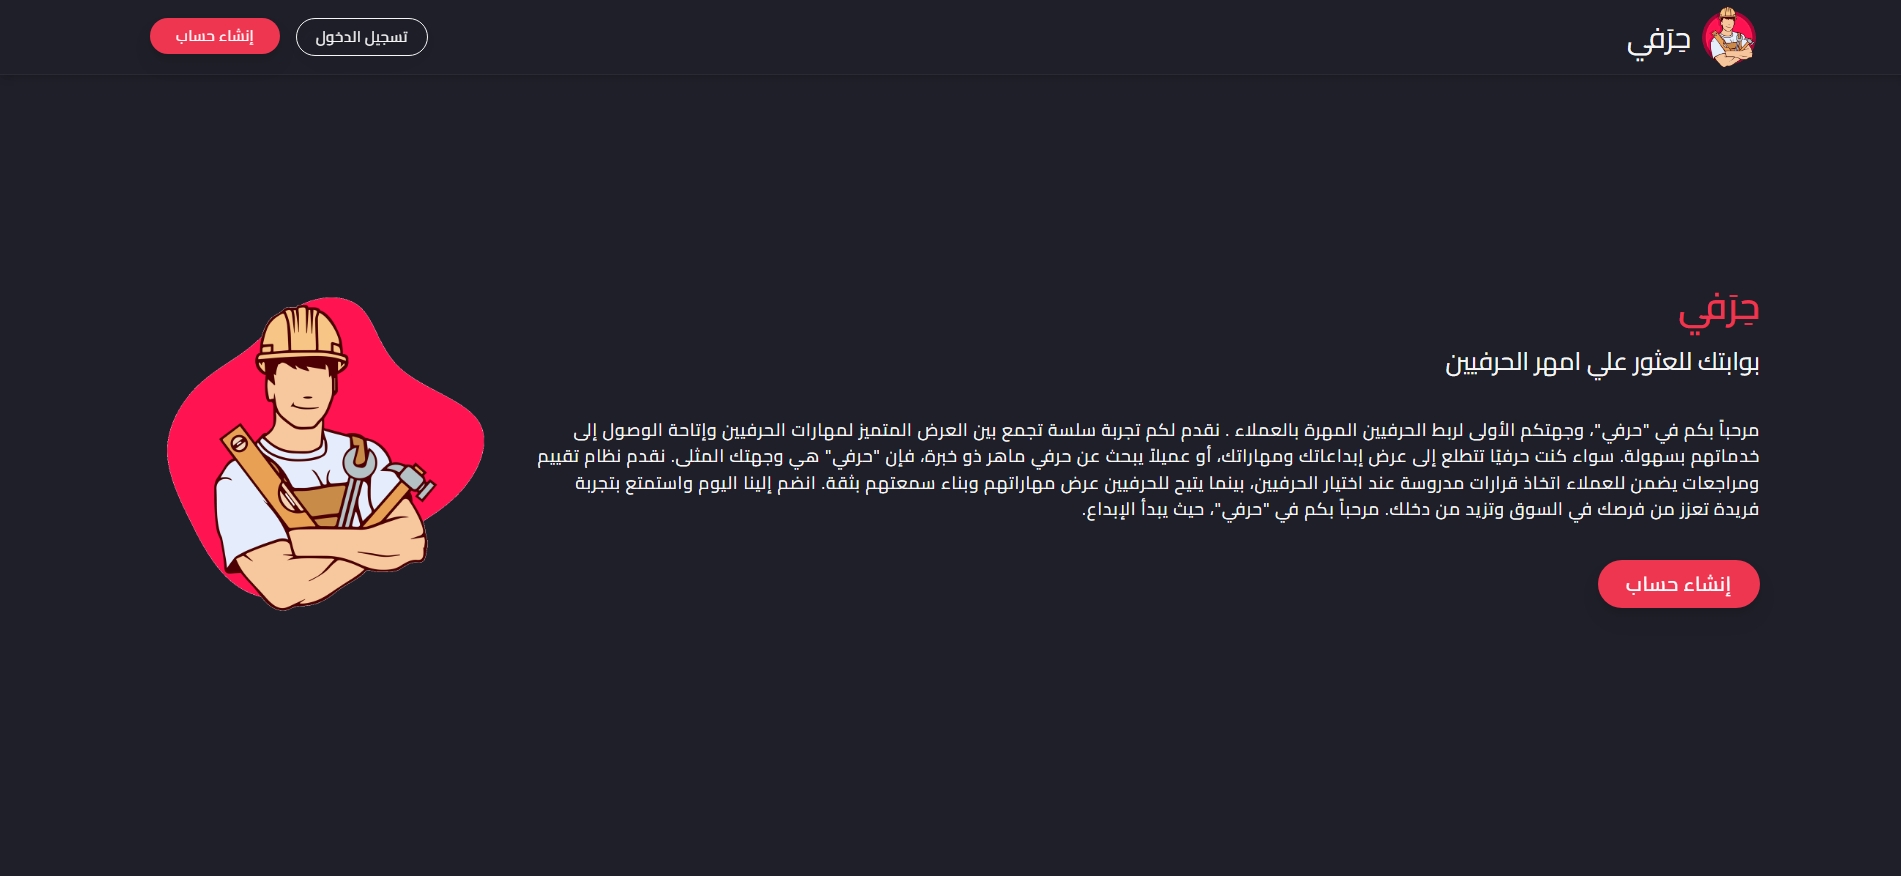 حِرَفي
تسجيل الدخول
إنشاء حساب
حِرَفي
بوابتك للعثور علي امهر الحرفيين
مرحباً بكم في "حرفي"، وجهتكم الأولى لربط الحرفيين المهرة بالعملاء . نقدم لكم تجربة سلسة تجمع بين العرض المتميز لمهارات الحرفيين وإتاحة الوصول إلى
خدماتهم بسهولة. سواء كنت حرفيًا تتطلع إلى عرض إبداعاتك ومهاراتك، أو عميلاً يبحث عن حرفي ماهر ذو خبرة، فإن "حرفي" هي وجهتك المثلى. نقدم نظام تقييم
ومراجعات يضمن للعملاء اتخاذ قرارات مدروسة عند اختيار الحرفيين، بينما يتيح للحرفيين عرض مهاراتهم وبناء سمعتهم بثقة. انضم إلينا اليوم واستمتع بتجربة
فريدة تعزز من فرصك في السوق وتزيد من دخلك. مرحباً بكم في "حرفي"، حيث يبدأ الإبداع.
إنشاء حساب